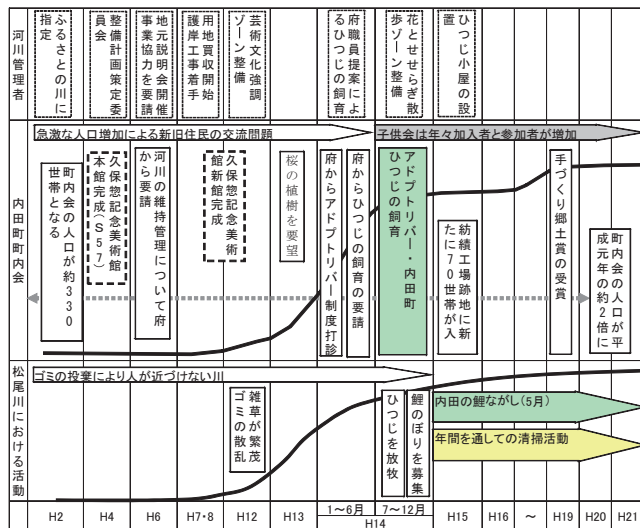 河川管理者
ふるさとの川に
指定
整備計画策定委
員会
地元説明会開催
事業協力を要請
用地買収開始
護岸工事着手
芸術文化強調
ゾーン整備
府職員提案によ
るひつじの飼育
花とせせらぎ散
歩ゾーン整備
ひつじ小屋の設
置
内田町町内会
急激な人口増加による新旧住民の交流問題
子供会は年々加入者と参加者が増加
町内会の人口が約330
世帯となる
久保惣記念美術館
本館完成(S57)
河川の維持管理について府
から要請
久保惣記念美術
館新館完成
桜の植樹を要望
府からアドプトリバー制度打診
府からひつじの飼育の要請
アドプトリバー・内田町
ひつじの飼育
紡績工場跡地に新
たに70世帯が入
手づくり郷土賞の受賞
町内会の人口が平
成元年の約2倍に
松尾川における活動
ゴミの投棄により人が近づけない川
雑草が繁茂
ゴミの散乱
ひつじを放牧
鯉のぼりを募集
内田の鯉ながし(5月)
年間を通しての清掃活動
H2
H4
H6
H7・8
H12
H13
1~6月
7~12月
H14
H15
H16
~
H19
H20
H21